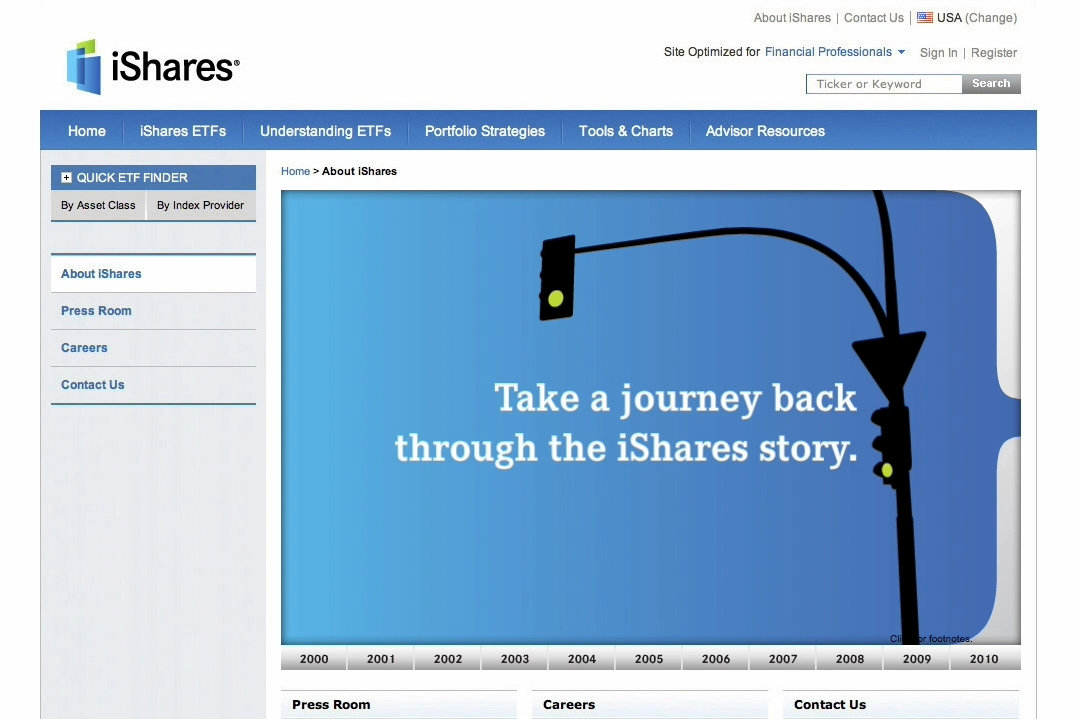 About iShares | Contact Us | USA (Change)
iShares®
Site Optimized for Financial Professionals Sign In | Register
Ticker or Keyword Search
Home iShares ETFs Understanding ETFs Portfolio Strategies Tools & Charts Advisor Resources
QUICK ETF FINDER
By Asset Class By Index Provider
About iShares
Press Room
Careers
Contact Us
Home > About iShares
Take a journey back
through the iShares story.
for footnotes.
2000 2001 2002 2003 2004 2005 2006 2007 2008 2009 2010
Press Room Careers Contact Us